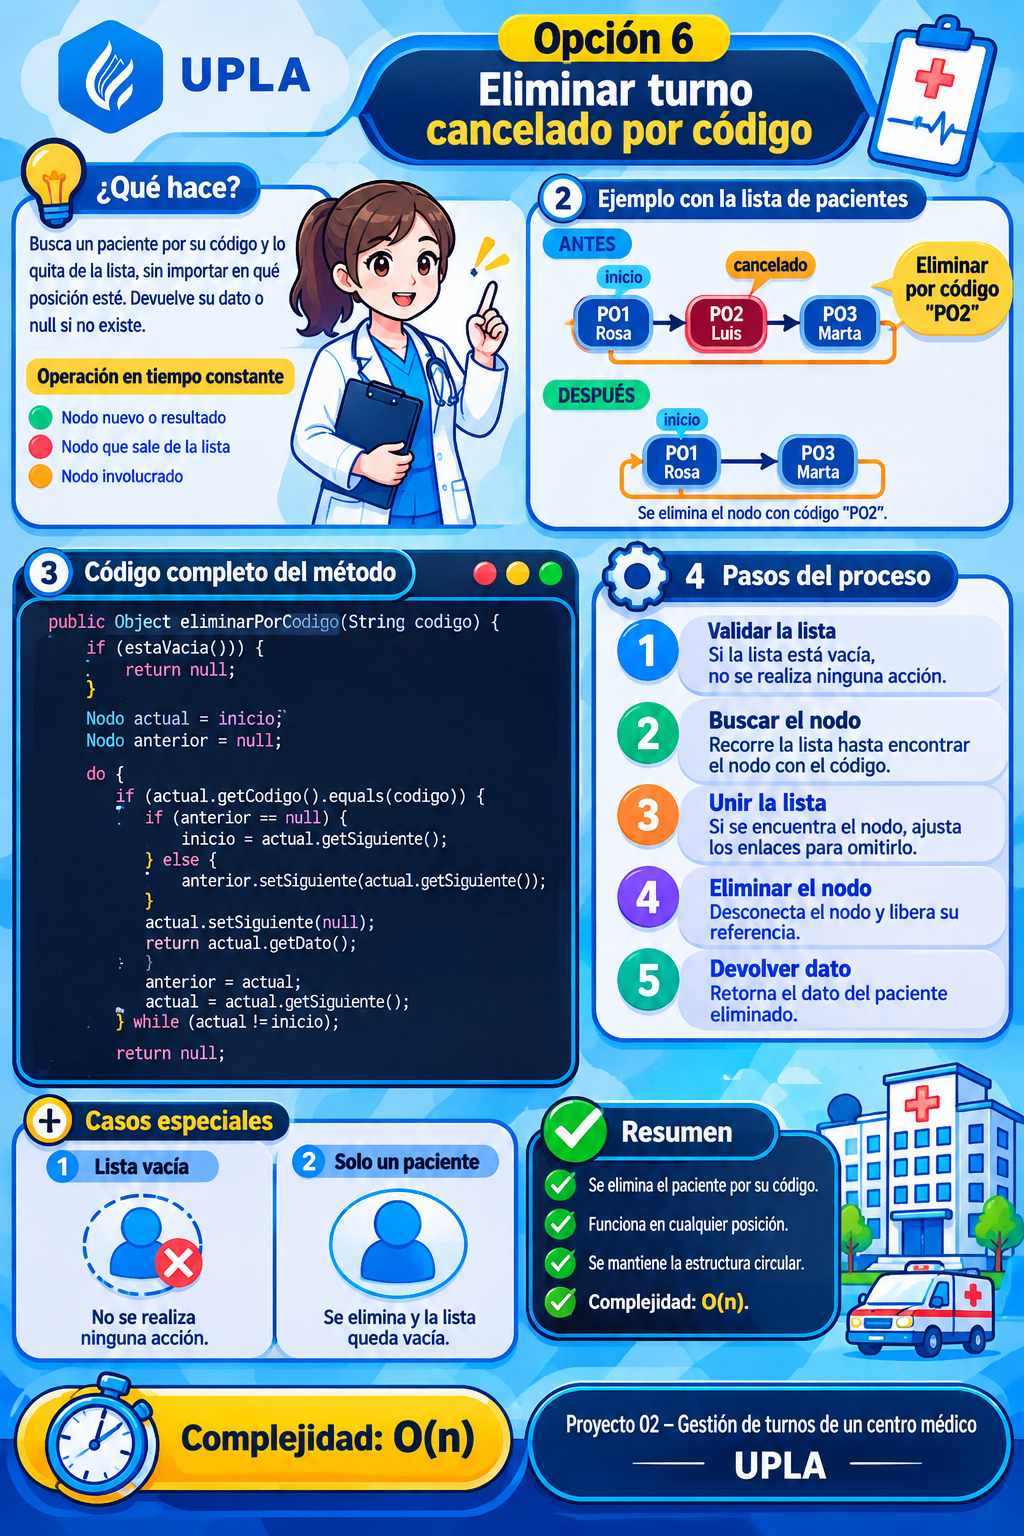 UPLA
Opción 6
Eliminar turno
cancelado por código
¿Qué hace?
Busca un paciente por su código y lo
quita de la lista, sin importar en qué
posición esté. Devuelve su dato o
null si no existe.
Operación en tiempo constante
Nodo nuevo o resultado
Nodo que sale de la lista
Nodo involucrado
2 Ejemplo con la lista de pacientes
ANTES
inicio
cancelado
Eliminar
por código
"PO2"
PO1
Rosa
PO2
Luis
PO3
Marta
DESPUÉS
inicio
PO1
Rosa
PO3
Marta
Se elimina el nodo con código "PO2".
3 Código completo del método
public Object eliminarPorCodigo(String codigo) {
if (estaVacia())) {
return null;
}
Nodo actual = inicio;
Nodo anterior = null;
do {
if (actual.getCodigo().equals(codigo)) {
if (anterior == null) {
inicio = actual.getSiguiente();
} else {
anterior.setSiguiente(actual.getSiguiente());
}
actual.setSiguiente(null);
return actual.getDato();
}
anterior = actual;
actual = actual.getSiguiente();
} while (actual != inicio);
return null;
4 Pasos del proceso
1 Validar la lista
Si la lista está vacía,
no se realiza ninguna acción.
2 Buscar el nodo
Recorre la lista hasta encontrar
el nodo con el código.
3 Unir la lista
Si se encuentra el nodo, ajusta
los enlaces para omitirlo.
4 Eliminar el nodo
Desconecta el nodo y libera su
referencia.
5 Devolver dato
Retorna el dato del paciente
eliminado.
+ Casos especiales
1 Lista vacía
No se realiza
ninguna acción.
2 Solo un paciente
Se elimina y la lista
queda vacía.
Resumen
Se elimina el paciente por su código.
Funciona en cualquier posición.
Se mantiene la estructura circular.
Complejidad: O(n).
Complejidad: O(n)
Proyecto 02 – Gestión de turnos de un centro médico
UPLA